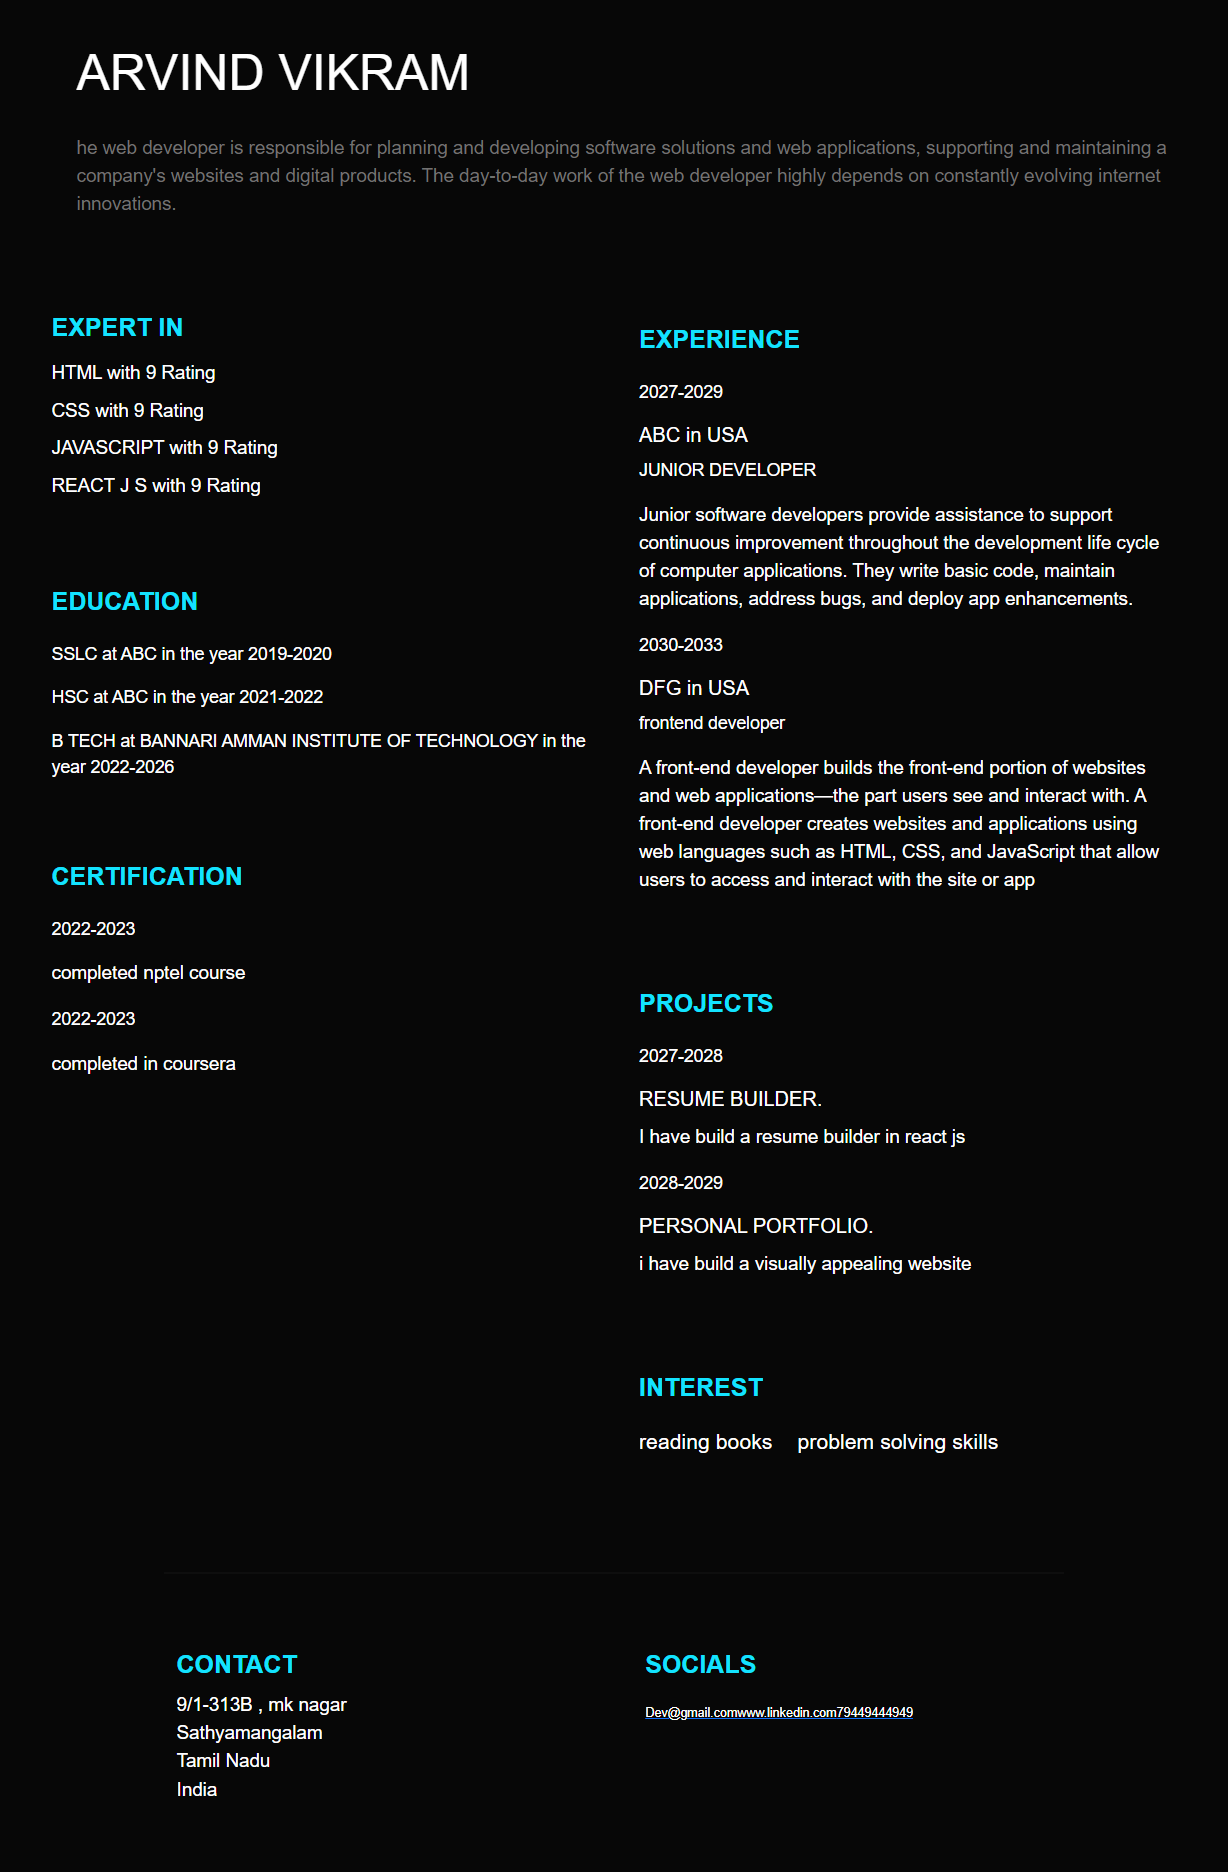 ARVIND VIKRAM
he web developer is responsible for planning and developing software solutions and web applications, supporting and maintaining a
company's websites and digital products. The day-to-day work of the web developer highly depends on constantly evolving internet
innovations.
EXPERT IN
HTML with 9 Rating
CSS with 9 Rating
JAVASCRIPT with 9 Rating
REACT J S with 9 Rating
EDUCATION
SSLC at ABC in the year 2019-2020
HSC at ABC in the year 2021-2022
B TECH at BANNARI AMMAN INSTITUTE OF TECHNOLOGY in the
year 2022-2026
CERTIFICATION
2022-2023
completed nptel course
2022-2023
completed in coursera
EXPERIENCE
2027-2029
ABC in USA
JUNIOR DEVELOPER
Junior software developers provide assistance to support
continuous improvement throughout the development life cycle
of computer applications. They write basic code, maintain
applications, address bugs, and deploy app enhancements.
2030-2033
DFG in USA
frontend developer
A front-end developer builds the front-end portion of websites
and web applications—the part users see and interact with. A
front-end developer creates websites and applications using
web languages such as HTML, CSS, and JavaScript that allow
users to access and interact with the site or app
PROJECTS
2027-2028
RESUME BUILDER.
I have build a resume builder in react js
2028-2029
PERSONAL PORTFOLIO.
i have build a visually appealing website
INTEREST
reading books problem solving skills
CONTACT
9/1-313B , mk nagar
Sathyamangalam
Tamil Nadu
India
SOCIALS
Dev@gmail.comwww.linkedin.com79449444949